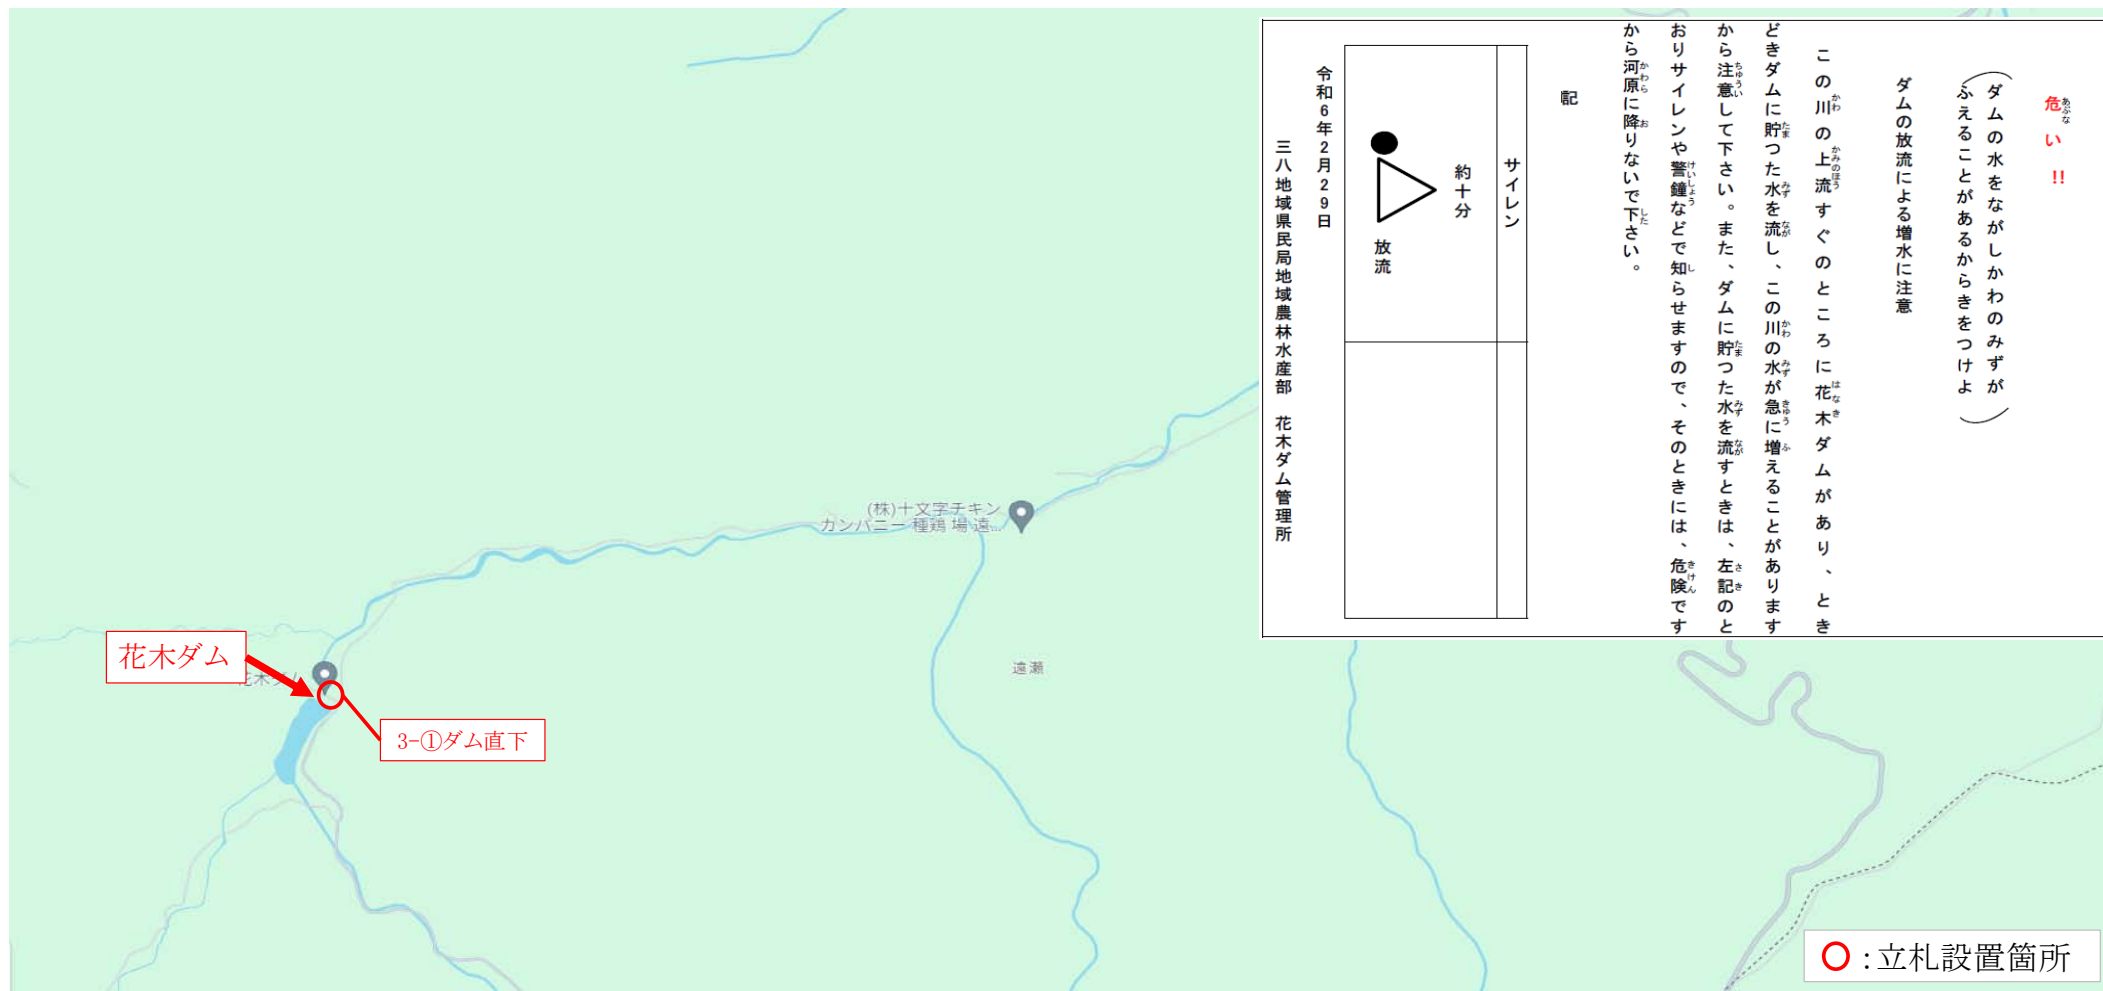 危い!!
ダムの水をながしかわのみずが
ふえることがあるからきをつけよ
ダムの放流による増水に注意
この川の上流すぐのところに花木ダムがあり、とき
どきダムに貯つた水を流し、この川の水が急に増えることがあります
から注意して下さい。また、ダムに貯つた水を流すときは、左記のと
おりサイレンや警鐘などで知らせますので、そのときには、危険です
から河原に降りないで下さい。
記
サイレン
約十分
放流
令和6年2月29日
三八地域県民局地域農林水産部 花木ダム管理所
(株)十文字チキン
カンパニー 種鶏 場 遠...
遠瀬
花木ダム
花木ダム
3-①ダム直下
:立札設置箇所